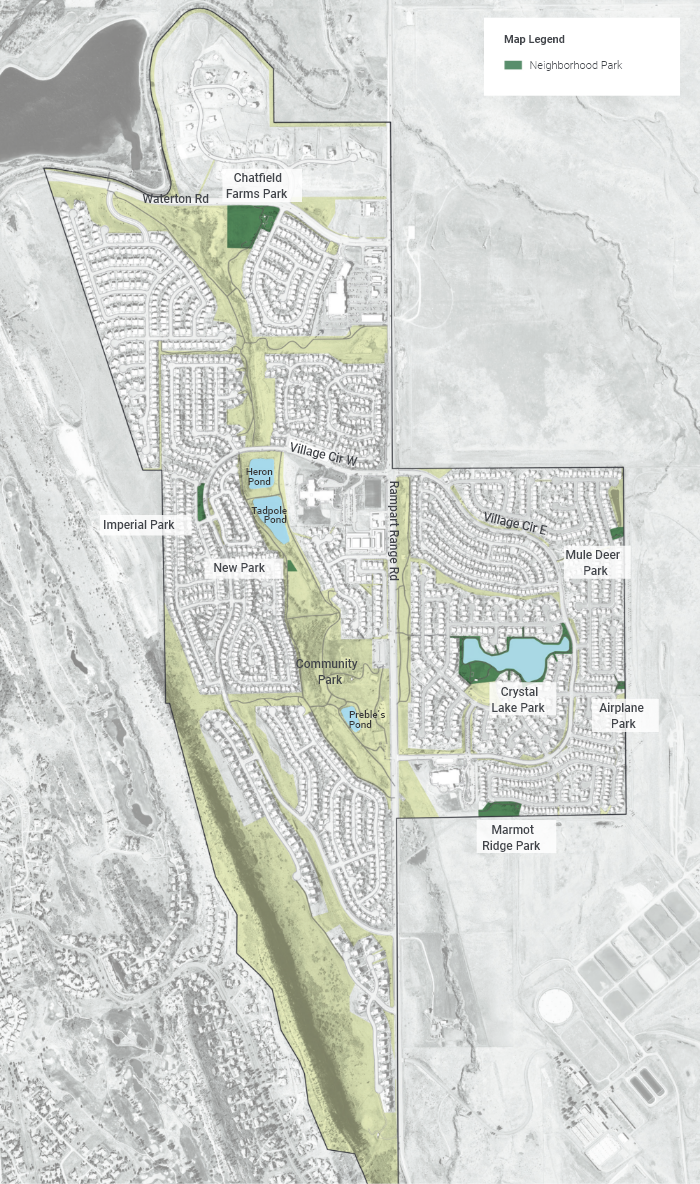 Map Legend
Neighborhood Park
Chatfield
Farms Park
Waterton Rd
Village Cir W
Heron
Pond
Tadpole
Pond
Rampart Range Rd
Village Cir E
Imperial Park
Mule Deer
Park
New Park
Community
Park
Crystal
Lake Park
Preble's
Pond
Airplane
Park
Marmot
Ridge Park